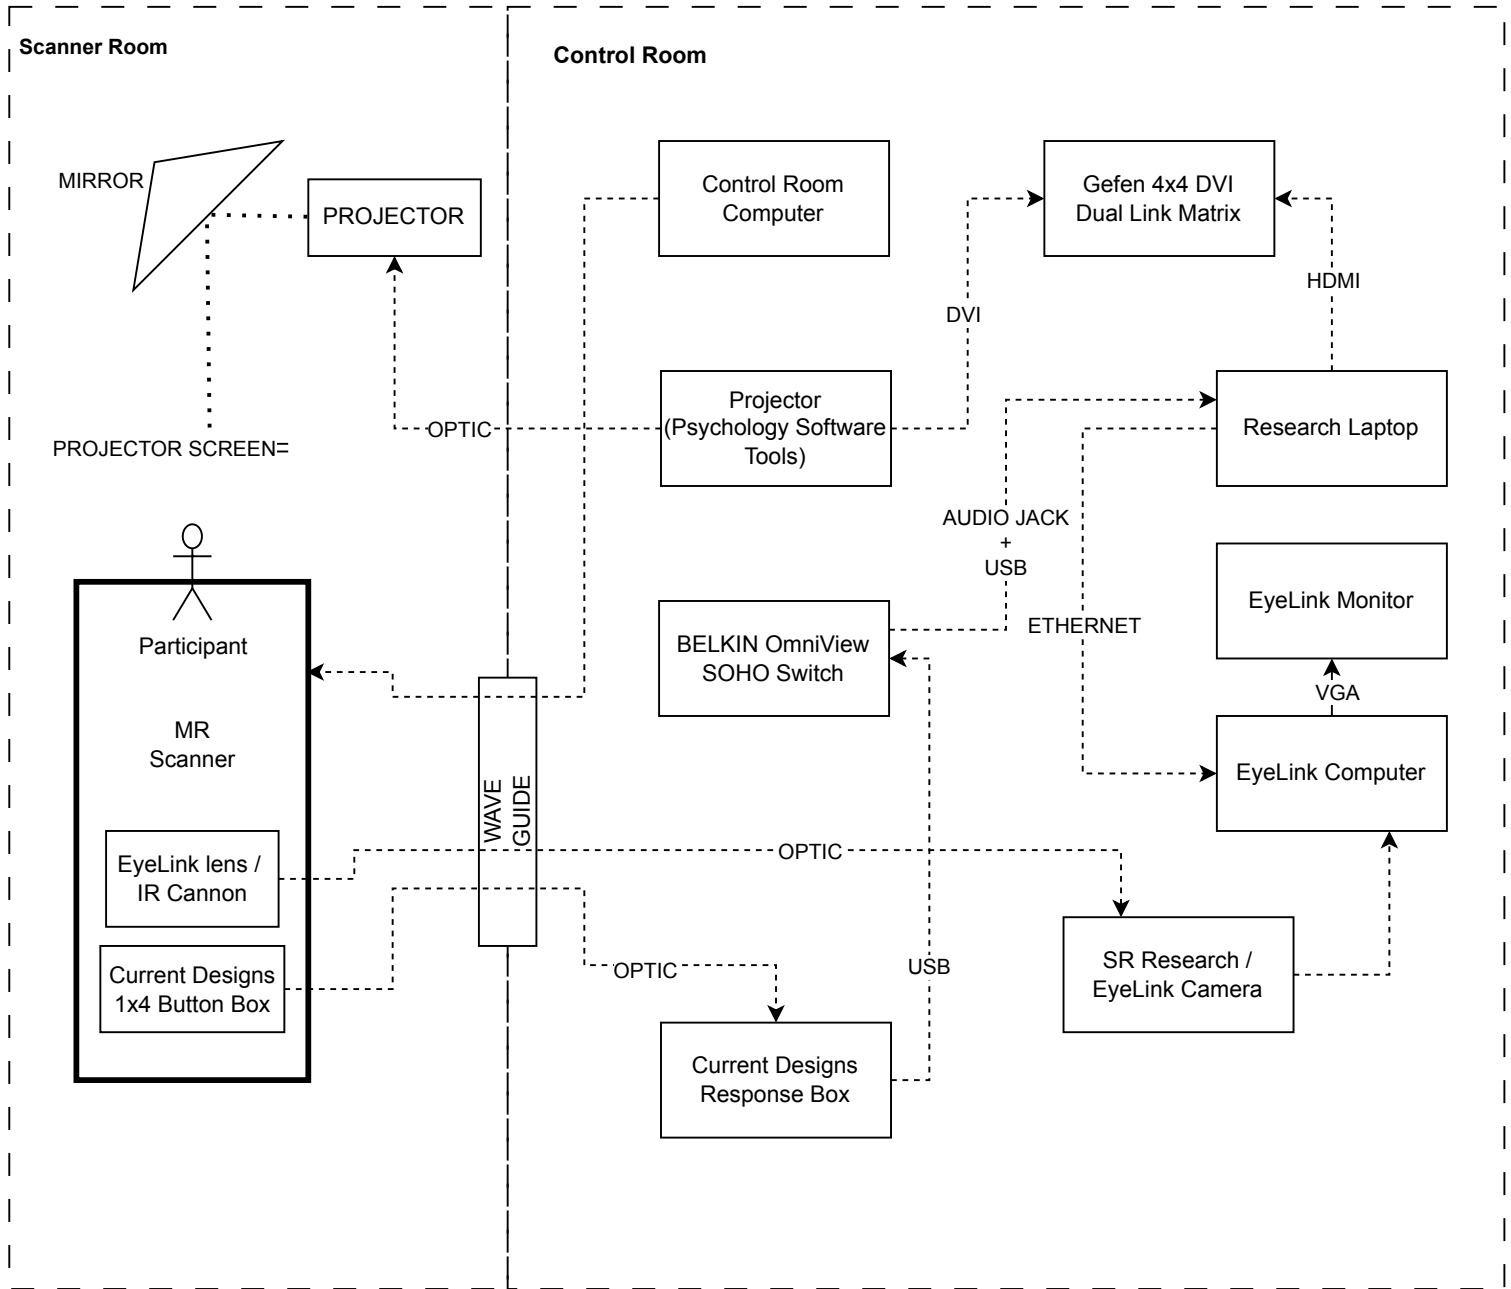 Scanner Room
Control Room
MIRROR
PROJECTOR
Control Room
Computer
Gefen 4x4 DVI
Dual Link Matrix
HDMI
DVI
PROJECTOR SCREEN=
OPTIC
Projector
(Psychology Software
Tools)
Research Laptop
AUDIO JACK
+
USB
Participant
MR
Scanner
BELKIN OmniView
SOHO Switch
ETHERNET
EyeLink Monitor
VGA
EyeLink Computer
WAVE
GUIDE
EyeLink lens /
IR Cannon
OPTIC
Current Designs
1x4 Button Box
OPTIC
USB
SR Research /
EyeLink Camera
Current Designs
Response Box